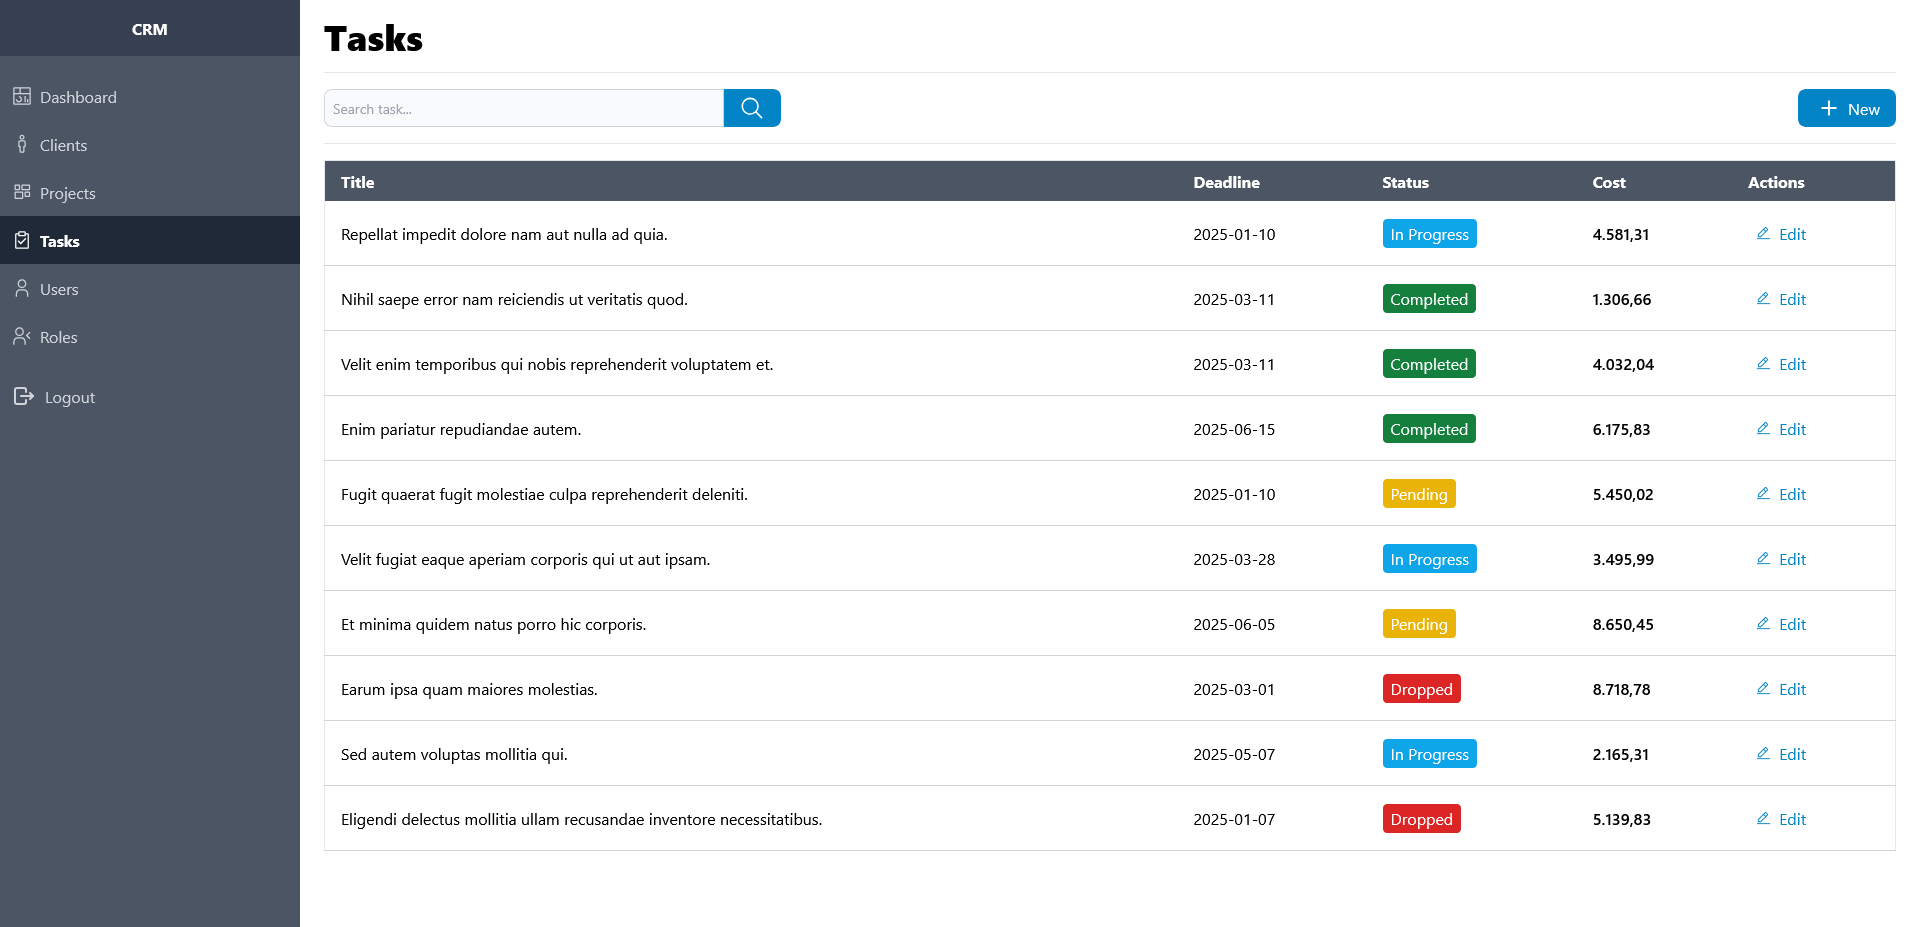 CRM
Dashboard
Clients
Projects
Tasks
Users
Roles
Logout
Tasks
Search task...
New
Title Deadline Status Cost Actions
Repellat impedit dolore nam aut nulla ad quia. 2025-01-10 In Progress 4.581,31 Edit
Nihil saepe error nam reiciendis ut veritatis quod. 2025-03-11 Completed 1.306,66 Edit
Velit enim temporibus qui nobis reprehenderit voluptatem et. 2025-03-11 Completed 4.032,04 Edit
Enim pariatur repudiandae autem. 2025-06-15 Completed 6.175,83 Edit
Fugit quaerat fugit molestiae culpa reprehenderit deleniti. 2025-01-10 Pending 5.450,02 Edit
Velit fugiat eaque aperiam corporis qui ut aut ipsam. 2025-03-28 In Progress 3.495,99 Edit
Et minima quidem natus porro hic corporis. 2025-06-05 Pending 8.650,45 Edit
Earum ipsa quam maiores molestias. 2025-03-01 Dropped 8.718,78 Edit
Sed autem voluptas mollitia qui. 2025-05-07 In Progress 2.165,31 Edit
Eligendi delectus mollitia ullam recusandae inventore necessitatibus. 2025-01-07 Dropped 5.139,83 Edit